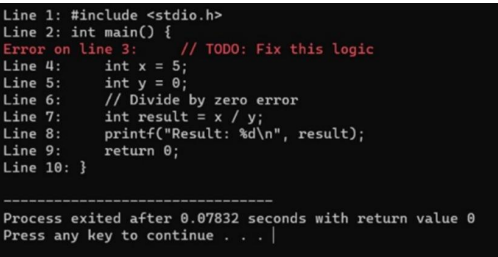 Line 1: #include <stdio.h>
Line 2: int main() {
Error on line 3:     // TODO: Fix this logic
Line 4:     int x = 5;
Line 5:     int y = 0;
Line 6:     // Divide by zero error
Line 7:     int result = x / y;
Line 8:     printf("Result: %d\n", result);
Line 9:     return 0;
Line 10: }
--------------------------------
Process exited after 0.07832 seconds with return value 0
Press any key to continue . . .